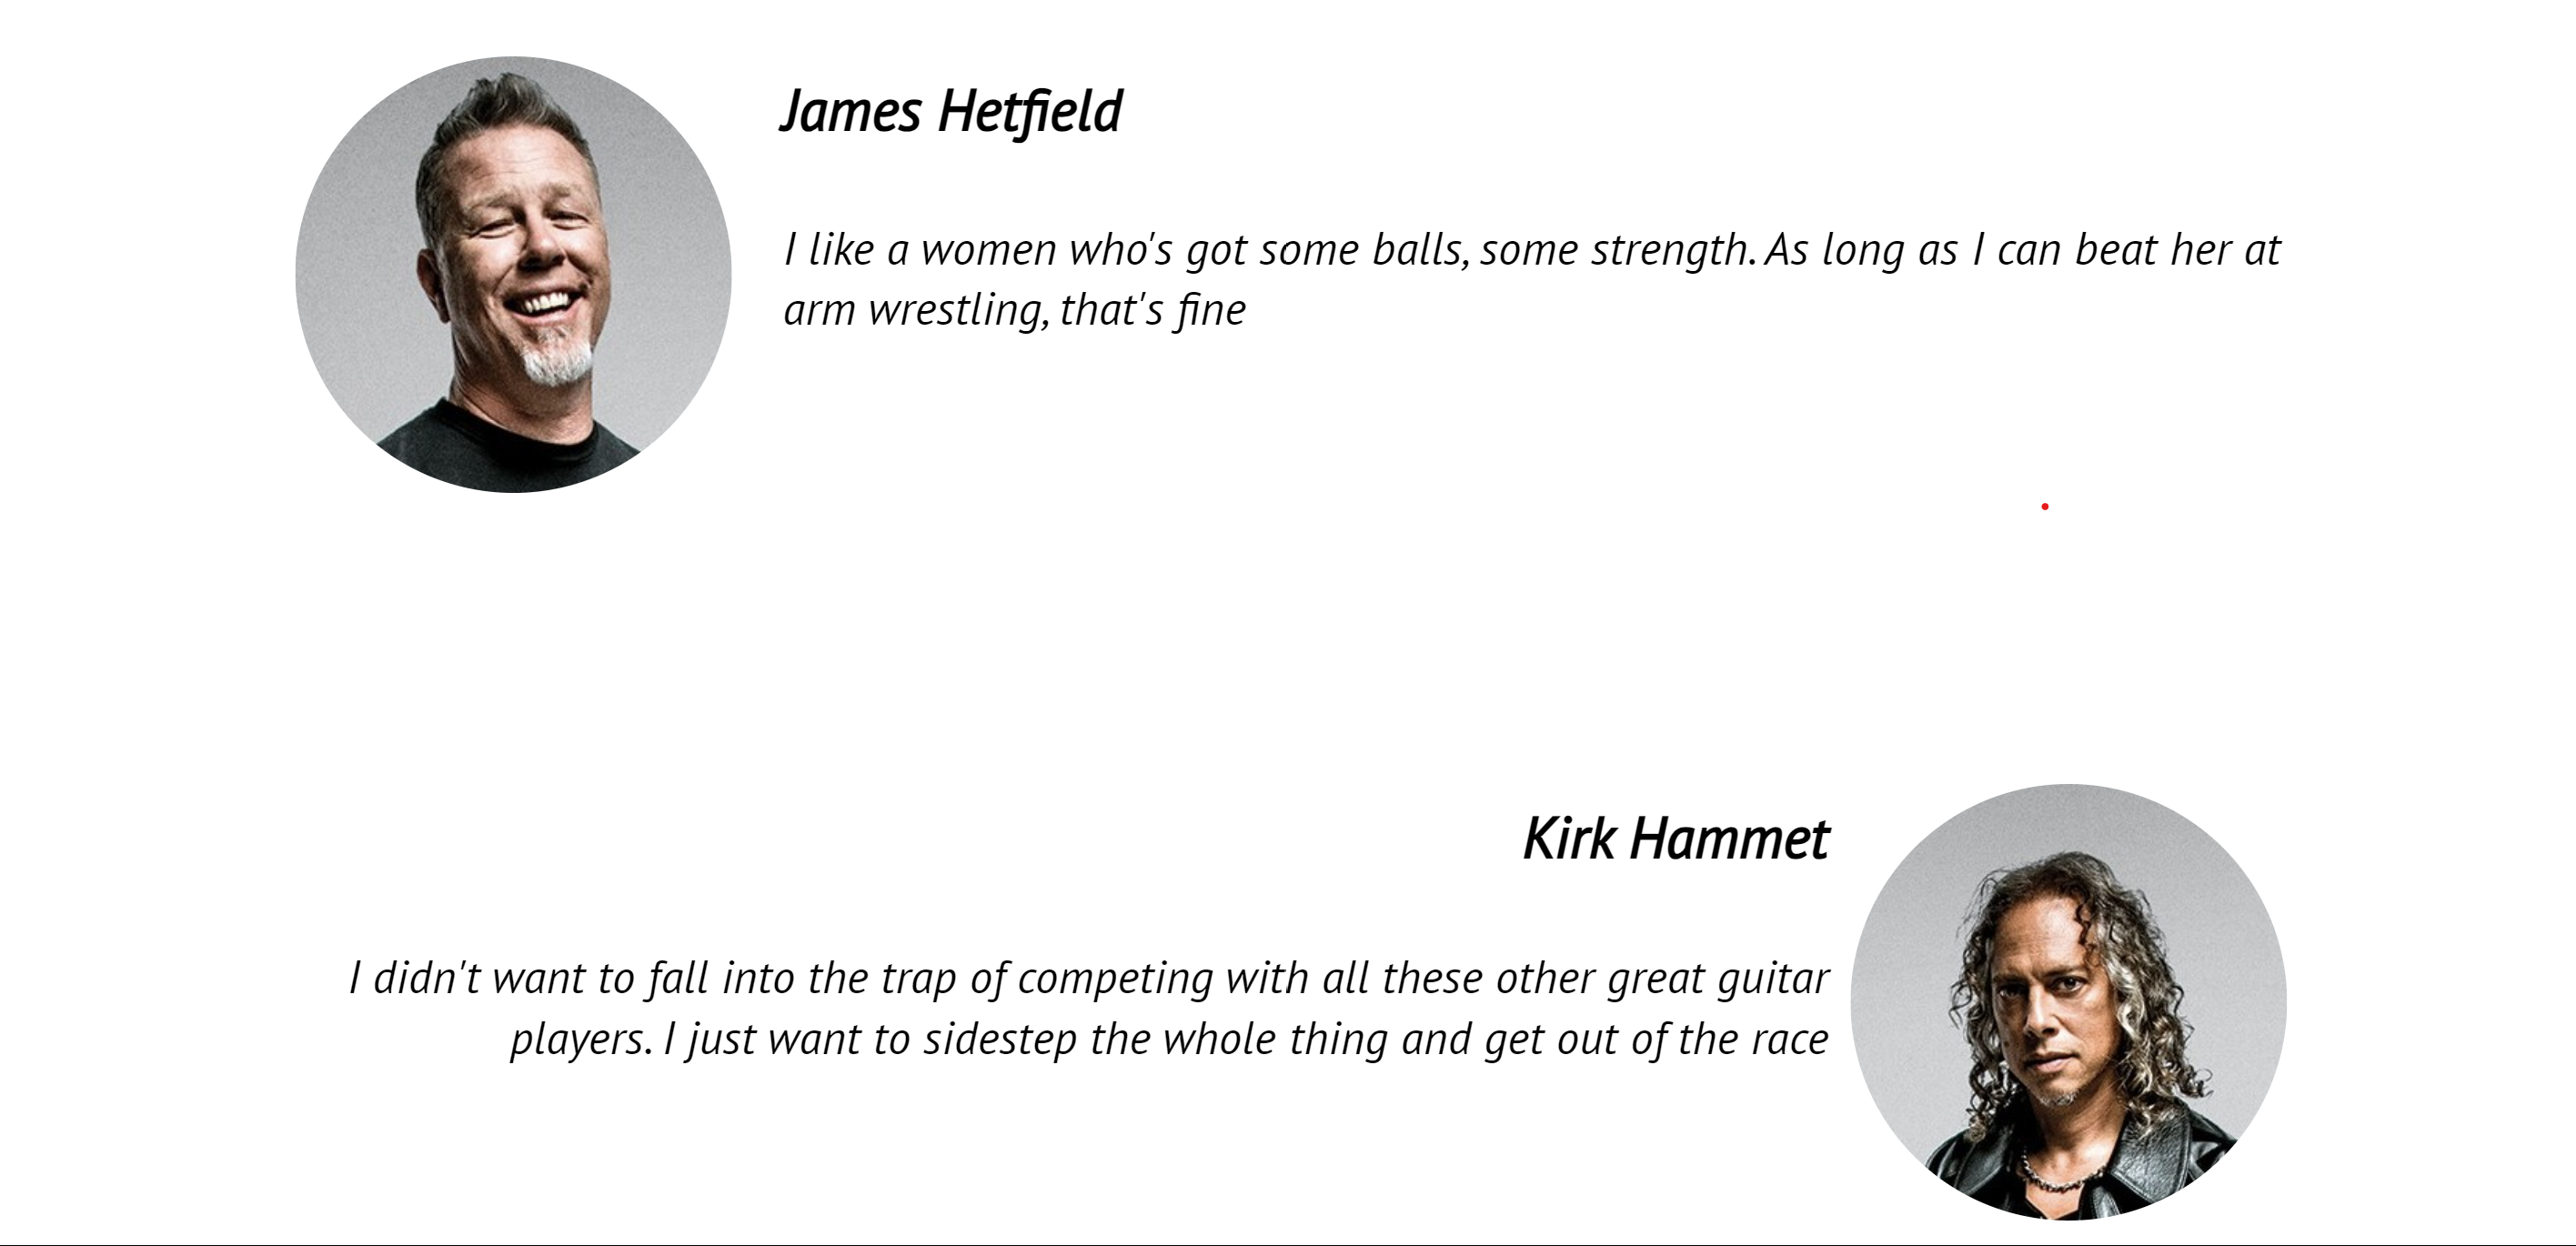 James Hetfield
I like a women who's got some balls, some strength. As long as I can beat her at
arm wrestling, that's fine
Kirk Hammet
I didn't want to fall into the trap of competing with all these other great guitar
players. I just want to sidestep the whole thing and get out of the race